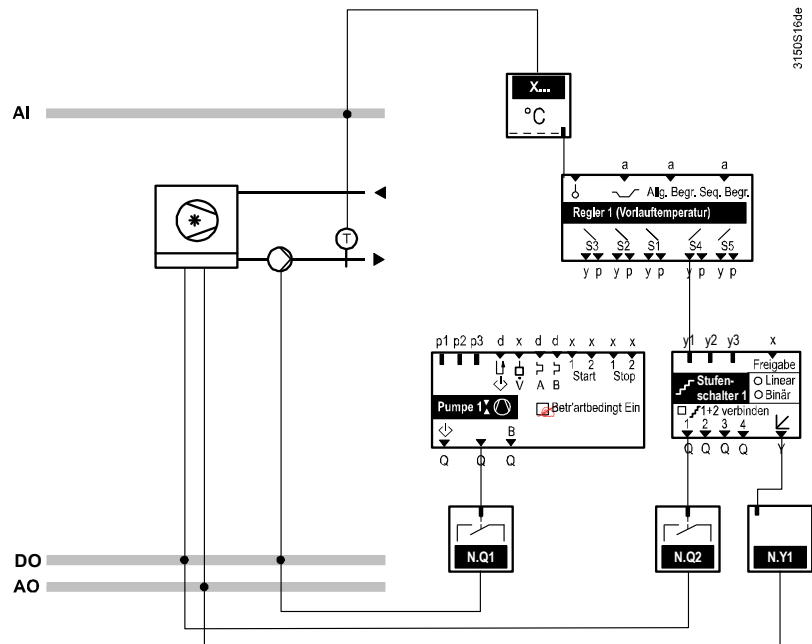 3150S16de
AI
X...
°C
T
a a a
Allg. Begr. Seq. Begr.
Regler 1 (Vorlauftemperatur)
S3 S2 S1 S4 S5
y p y p y p y p y p
p1 p2 p3 d x d d x x x x
1 2 1 2
V A B Start Stop
Pumpe 1 Betr'artbedingt Ein
B
Q Q Q
y1 y2 y3 x
Freigabe
Stufen-
schalter 1
Linear
Binär
1+2 verbinden
1 2 3 4
Q Q Q Q Y
N.Q1
N.Q2
N.Y1
DO
AO